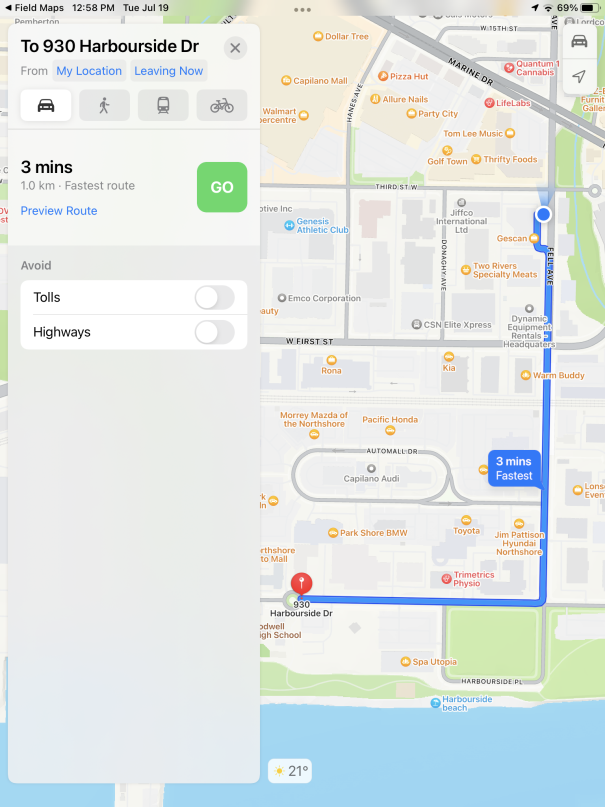 Field Maps 12:58 PM Tue Jul 19
69%
To 930 Harbourside Dr
From My Location Leaving Now
3 mins
1.0 km · Fastest route
GO
Preview Route
Avoid
Tolls
Highways
Pemberton
W 15TH ST
Dollar Tree
MARINE DR
Quantum 1
Cannabis
Capilano Mall
Pizza Hut
HANES AVE
Allure Nails
LifeLabs
Walmart
Party City
Tom Lee Music
Golf Town
Thrifty Foods
THIRD ST W
Jiffco
International
Ltd
Genesis
Athletic Club
Gescan
DONAGHY AVE
FELL AVE
Two Rivers
Specialty Meats
Emco Corporation
Dynamic
Equipment
Rentals
Headquarters
CSN Elite Xpress
W FIRST ST
Rona
Kia
Warm Buddy
Morrey Mazda of
the Northshore
Pacific Honda
AUTOMALL DR
3 mins
Fastest
Capilano Audi
Park Shore BMW
Toyota
Jim Pattison
Hyundai
Northshore
Trimetrics
Physio
930
Harbourside Dr
Spa Utopia
HARBOURSIDE PL
Harbourside
beach
21°